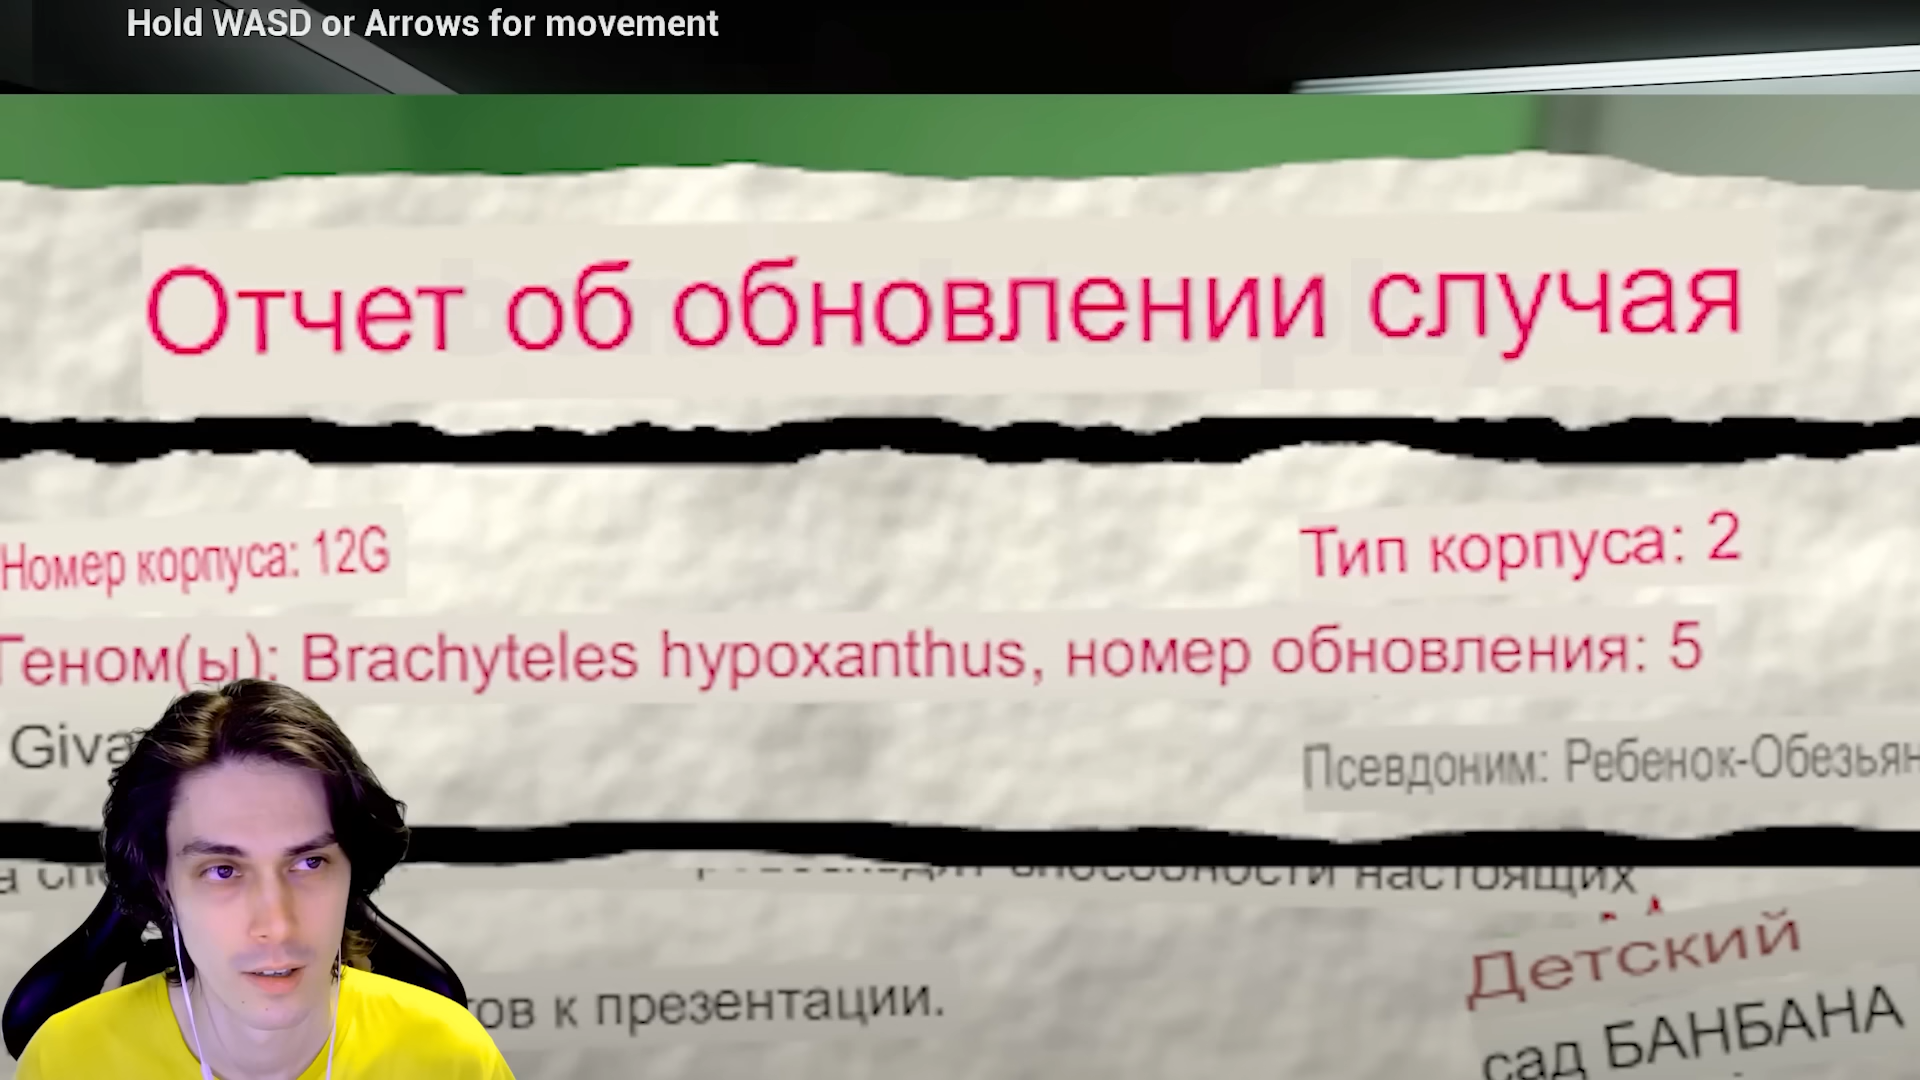 Hold WASD or Arrows for movement
Отчет об обновлении случая
Номер корпуса: 12G
Тип корпуса: 2
Геном(ы): Brachyteles hypoxanthus, номер обновления: 5
Псевдоним: Ребенок-Обезьян
способности настоящих
к презентации.
Детский
сад БАНБАНА